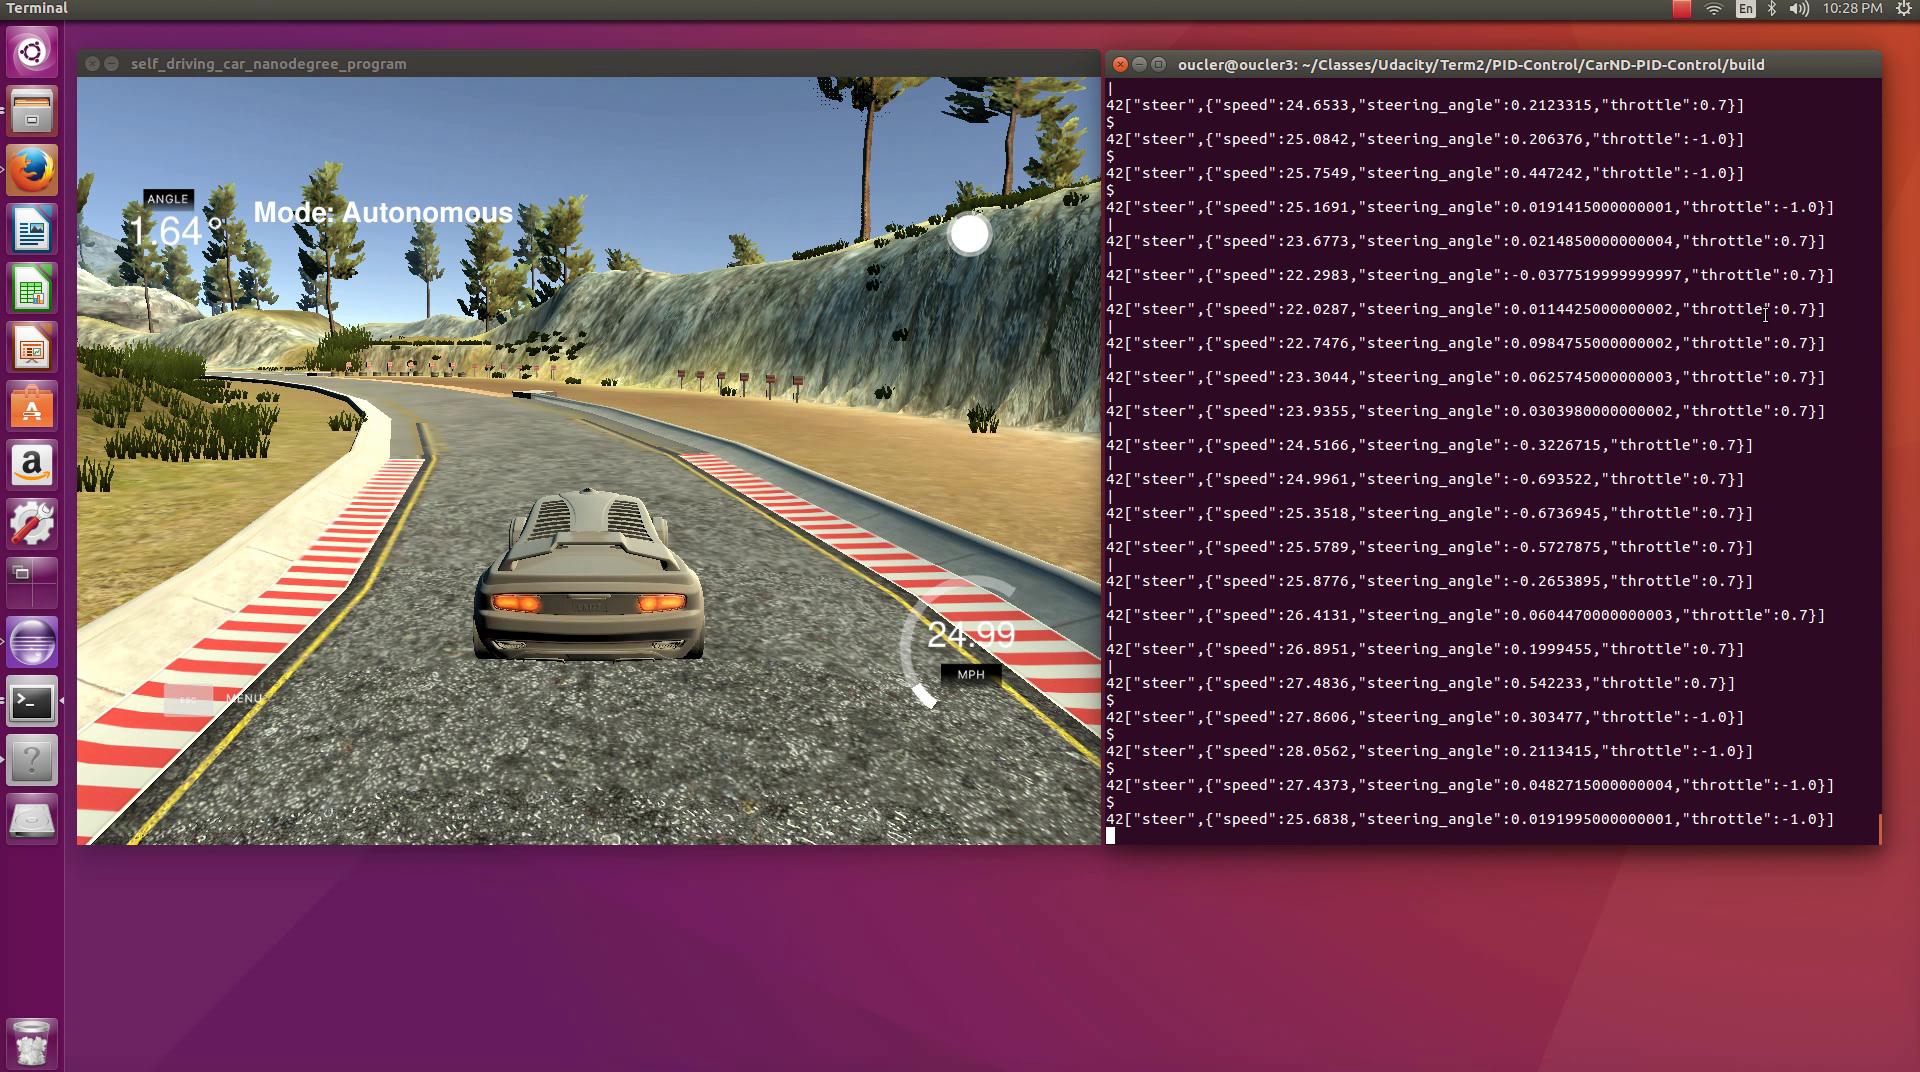 Terminal
En
10:28 PM
self_driving_car_nanodegree_program
ANGLE
1.64°
Mode: Autonomous
24.99
MPH
ESC
MENU
a
oucler@oucler3: ~/Classes/Udacity/Term2/PID-Control/CarND-PID-Control/build
|
42["steer",{"speed":24.6533,"steering_angle":0.2123315,"throttle":0.7}]
$
42["steer",{"speed":25.0842,"steering_angle":0.206376,"throttle":-1.0}]
$
42["steer",{"speed":25.7549,"steering_angle":0.447242,"throttle":-1.0}]
$
42["steer",{"speed":25.1691,"steering_angle":0.0191415000000001,"throttle":-1.0}]
|
42["steer",{"speed":23.6773,"steering_angle":0.0214850000000004,"throttle":0.7}]
|
42["steer",{"speed":22.2983,"steering_angle":-0.0377519999999997,"throttle":0.7}]
|
42["steer",{"speed":22.0287,"steering_angle":0.0114425000000002,"throttle":0.7}]
|
42["steer",{"speed":22.7476,"steering_angle":0.0984755000000002,"throttle":0.7}]
|
42["steer",{"speed":23.3044,"steering_angle":0.0625745000000003,"throttle":0.7}]
|
42["steer",{"speed":23.9355,"steering_angle":0.0303980000000002,"throttle":0.7}]
|
42["steer",{"speed":24.5166,"steering_angle":-0.3226715,"throttle":0.7}]
|
42["steer",{"speed":24.9961,"steering_angle":-0.693522,"throttle":0.7}]
|
42["steer",{"speed":25.3518,"steering_angle":-0.6736945,"throttle":0.7}]
|
42["steer",{"speed":25.5789,"steering_angle":-0.5727875,"throttle":0.7}]
|
42["steer",{"speed":25.8776,"steering_angle":-0.2653895,"throttle":0.7}]
|
42["steer",{"speed":26.4131,"steering_angle":0.0604470000000003,"throttle":0.7}]
|
42["steer",{"speed":26.8951,"steering_angle":0.1999455,"throttle":0.7}]
|
42["steer",{"speed":27.4836,"steering_angle":0.542233,"throttle":0.7}]
$
42["steer",{"speed":27.8606,"steering_angle":0.303477,"throttle":-1.0}]
$
42["steer",{"speed":28.0562,"steering_angle":0.2113415,"throttle":-1.0}]
$
42["steer",{"speed":27.4373,"steering_angle":0.0482715000000004,"throttle":-1.0}]
$
42["steer",{"speed":25.6838,"steering_angle":0.0191995000000001,"throttle":-1.0}]